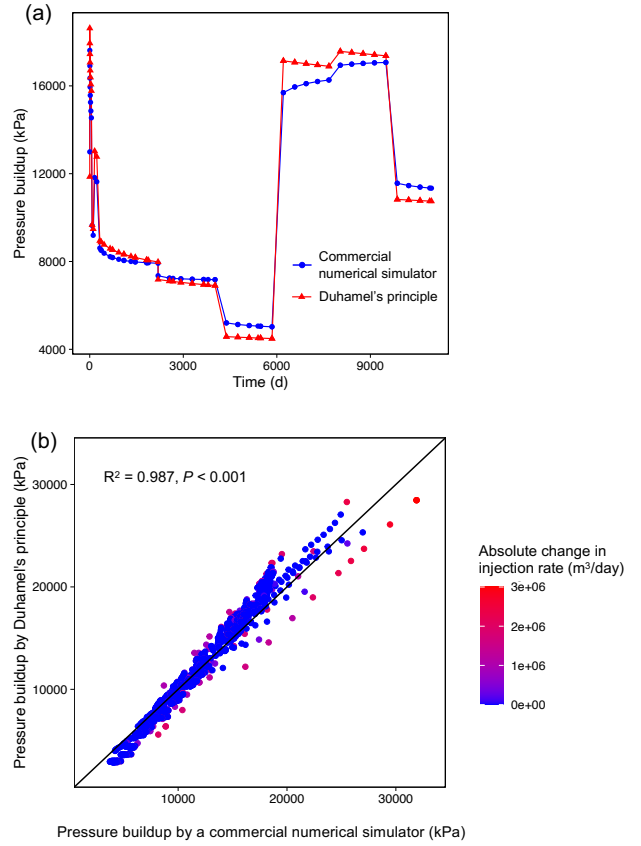 (a)
Pressure buildup (kPa)
16000
12000
8000
4000
Commercial
numerical simulator
Duhamel's principle
0
3000
6000
9000
Time (d)
(b)
Pressure buildup by Duhamel's principle (kPa)
R² = 0.987, P < 0.001
30000
20000
10000
10000
20000
30000
Pressure buildup by a commercial numerical simulator (kPa)
Absolute change in
injection rate (m³/day)
3e+06
2e+06
1e+06
0e+00